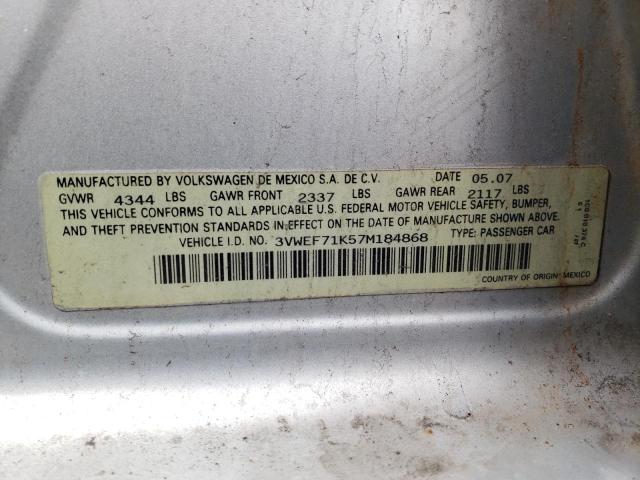 MANUFACTURED BY VOLKSWAGEN DE MEXICO S.A. DE C.V. DATE 05.07
GVWR 4344 LBS GAWR FRONT 2337 LBS GAWR REAR 2117 LBS
THIS VEHICLE CONFORMS TO ALL APPLICABLE U.S. FEDERAL MOTOR VEHICLE SAFETY, BUMPER,
AND THEFT PREVENTION STANDARDS IN EFFECT ON THE DATE OF MANUFACTURE SHOWN ABOVE.
VEHICLE I.D. NO. 3VWEF71K57M184868 TYPE: PASSENGER CAR
COUNTRY OF ORIGIN: MEXICO